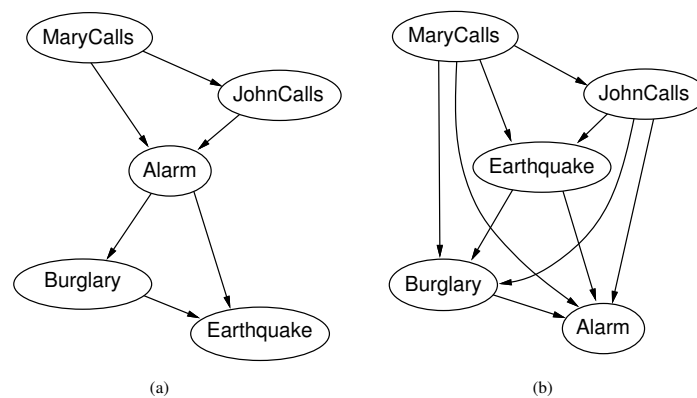 MaryCalls
JohnCalls
Alarm
Burglary
Earthquake
(a)
MaryCalls
JohnCalls
Earthquake
Burglary
Alarm
(b)